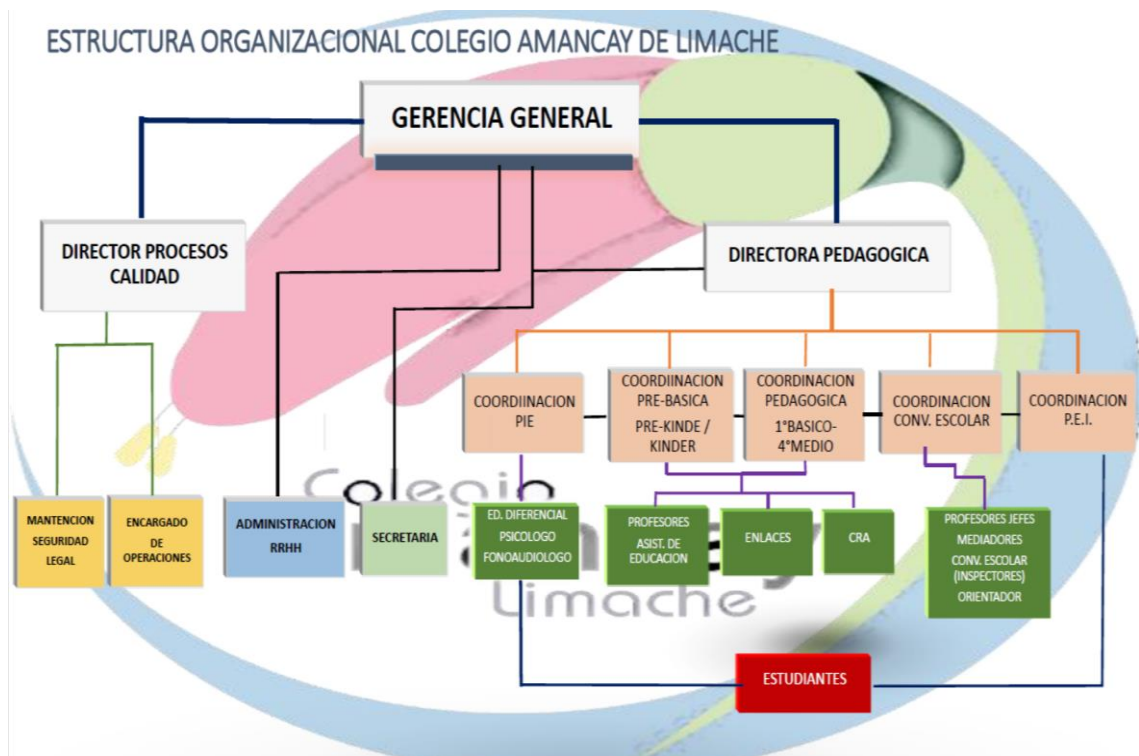 ESTRUCTURA ORGANIZACIONAL COLEGIO AMANCAY DE LIMACHE
GERENCIA GENERAL
DIRECTOR PROCESOS
CALIDAD
DIRECTORA PEDAGOGICA
COORDIINACION
PIE
COORDIINACION
PRE-BASICA
PRE-KINDE /
KINDER
COORDINACION
PEDAGOGICA
1°BASICO-
4°MEDIO
COORDINACION
CONV. ESCOLAR
COORDINACION
P.E.I.
MANTENCION
SEGURIDAD
LEGAL
ENCARGADO
DE
OPERACIONES
ADMINISTRACION
RRHH
SECRETARIA
ED. DIFERENCIAL
PSICOLOGO
FONOAUDIOLOGO
PROFESORES
ASIST. DE
EDUCACION
ENLACES
CRA
PROFESORES JEFES
MEDIADORES
CONV. ESCOLAR
(INSPECTORES)
ORIENTADOR
ESTUDIANTES
Colegio
Limache